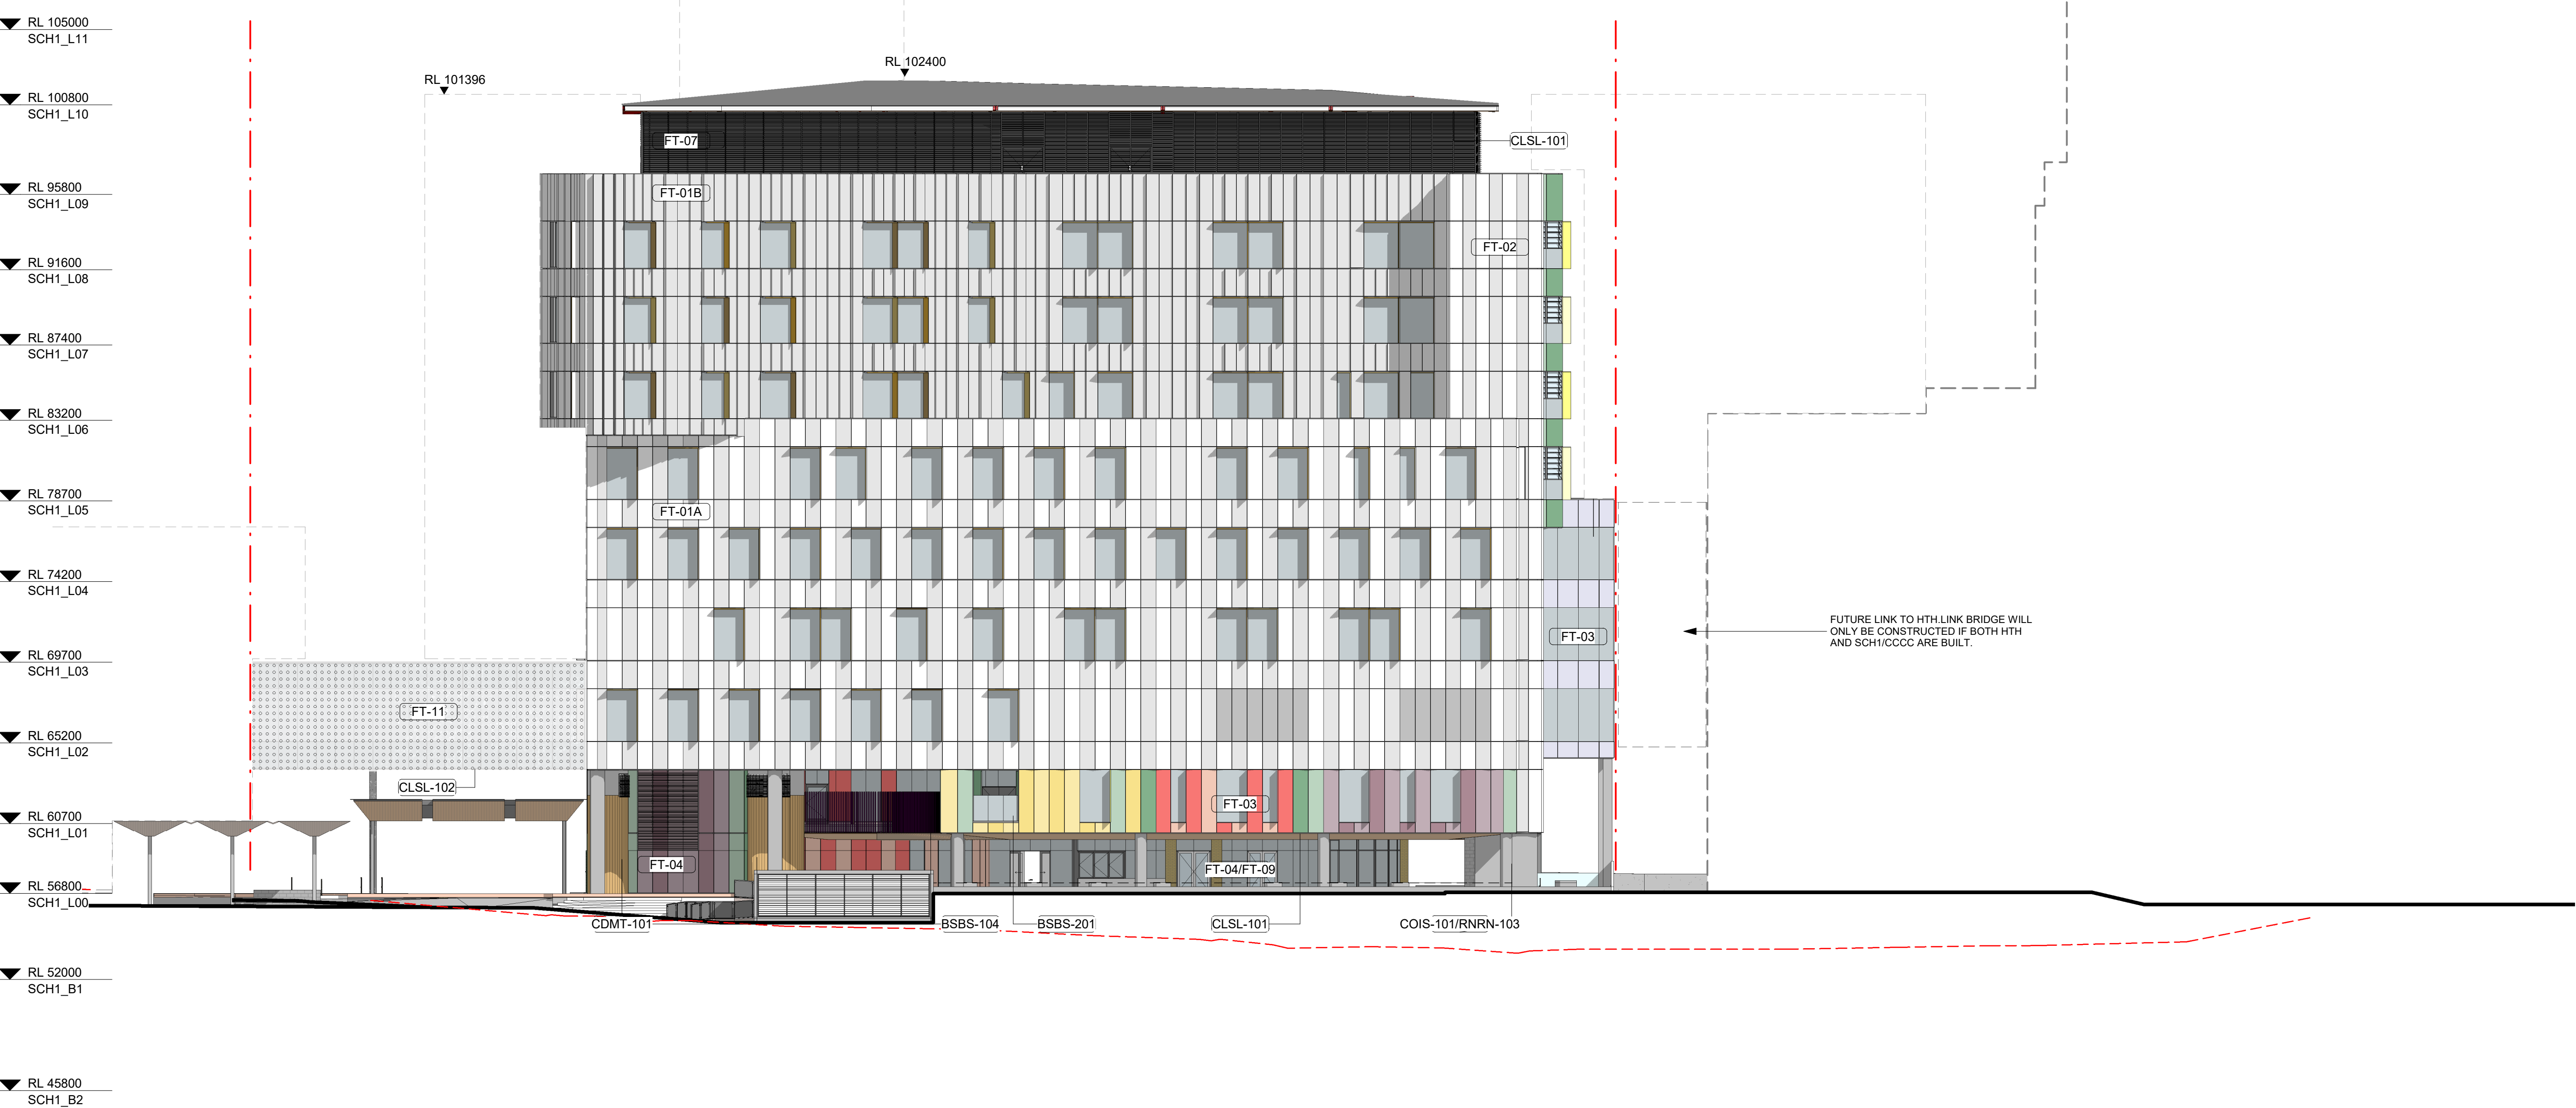 RL 105000
SCH1_L11
RL 102400
RL 101396
RL 100800
SCH1_L10
FT-07
CLSL-101
RL 95800
SCH1_L09
FT-01B
FT-02
RL 91600
SCH1_L08
RL 87400
SCH1_L07
RL 83200
SCH1_L06
RL 78700
SCH1_L05
FT-01A
RL 74200
SCH1_L04
FUTURE LINK TO HTH.LINK BRIDGE WILL
ONLY BE CONSTRUCTED IF BOTH HTH
AND SCH1/CCCC ARE BUILT.
FT-03
RL 69700
SCH1_L03
FT-11
RL 65200
SCH1_L02
CLSL-102
FT-03
RL 60700
SCH1_L01
FT-04
FT-04/FT-09
RL 56800
SCH1_L00
CDMT-101
BSBS-104
BSBS-201
CLSL-101
COIS-101/RNRN-103
RL 52000
SCH1_B1
RL 45800
SCH1_B2